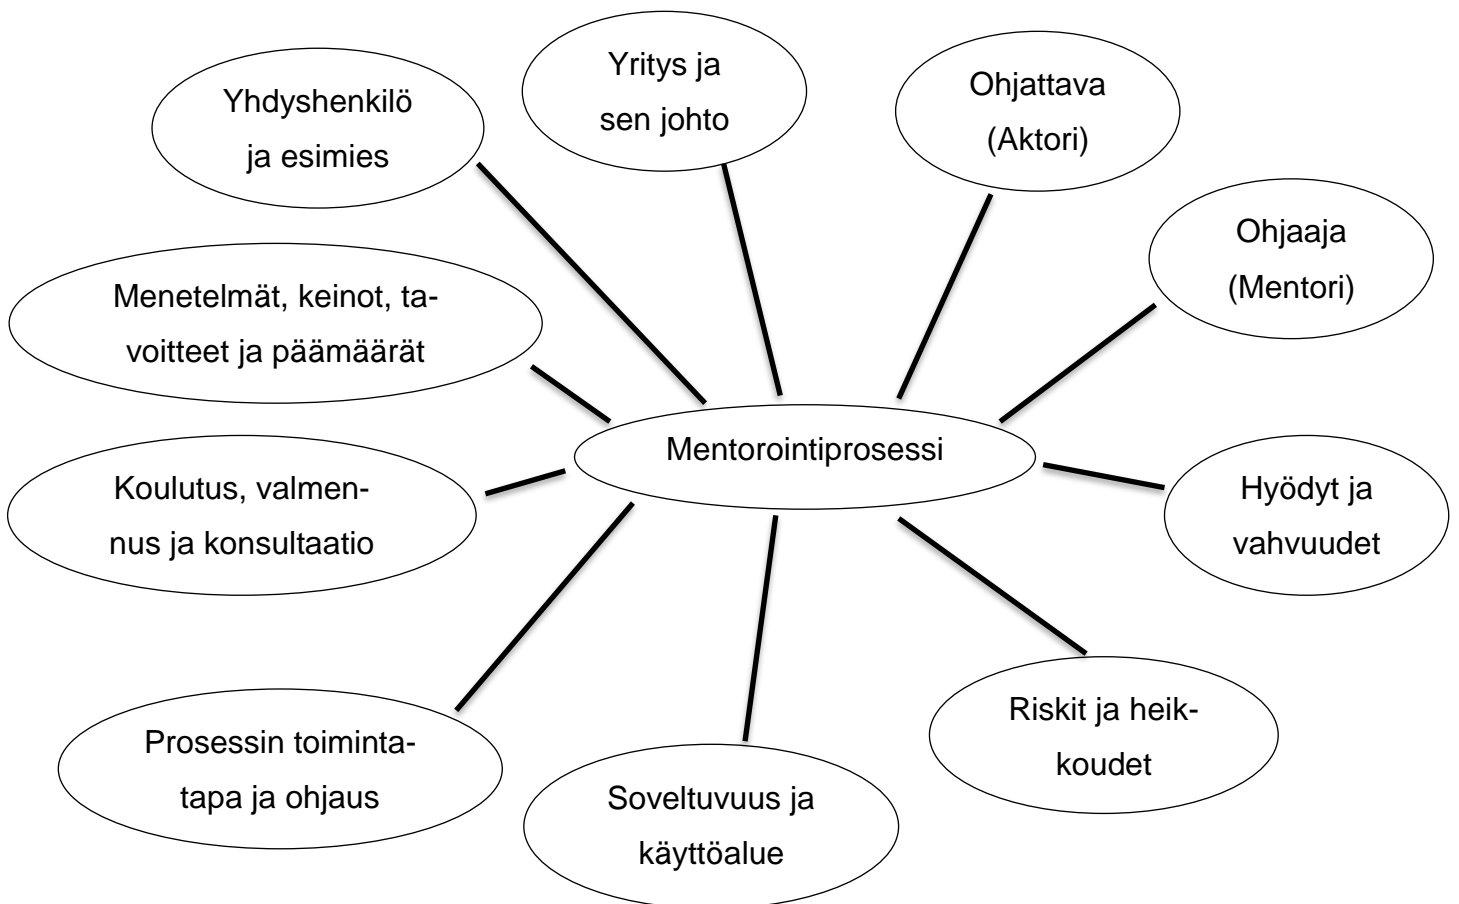 Yritys ja
sen johto
Yhdyshenkilö
ja esimies
Ohjattava
(Aktori)
Ohjaaja
(Mentori)
Menetelmät, keinot, ta-
voitteet ja päämäärät
Mentorointiprosessi
Koulutus, valmen-
nus ja konsultaatio
Hyödyt ja
vahvuudet
Prosessin toiminta-
tapa ja ohjaus
Soveltuvuus ja
käyttöalue
Riskit ja heik-
koudet